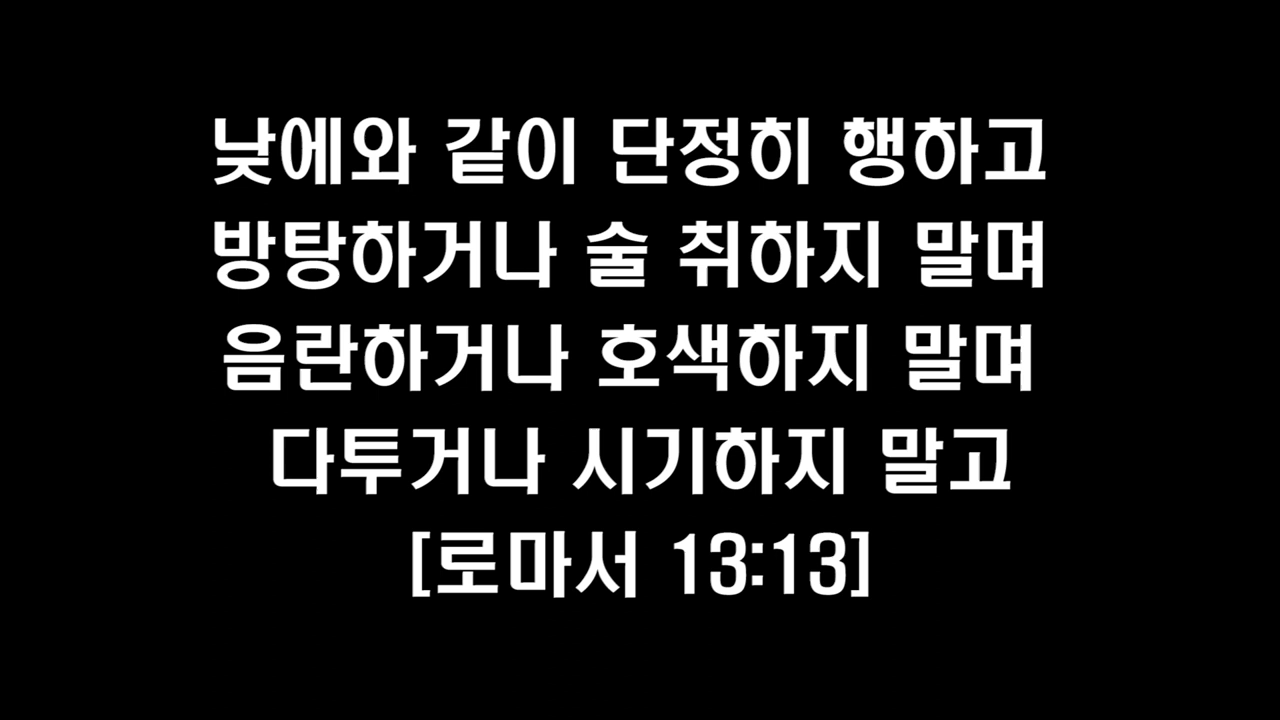 낮에와 같이 단정히 행하고
방탕하거나 술 취하지 말며
음란하거나 호색하지 말며
다투거나 시기하지 말고
[로마서 13:13]